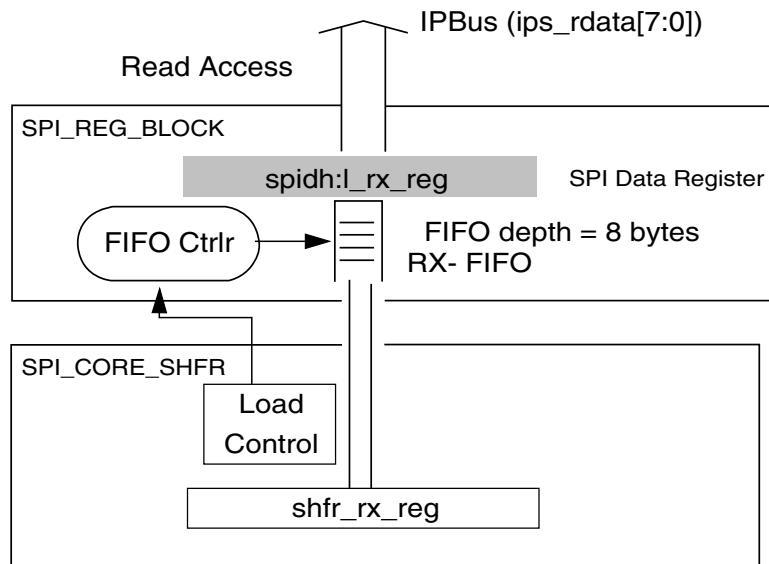 IPBus (ips_rdata[7:0])
Read Access
SPI_REG_BLOCK
spidh:l_rx_reg
SPI Data Register
FIFO Ctrlr
FIFO depth = 8 bytes
RX- FIFO
SPI_CORE_SHFR
Load
Control
shfr_rx_reg